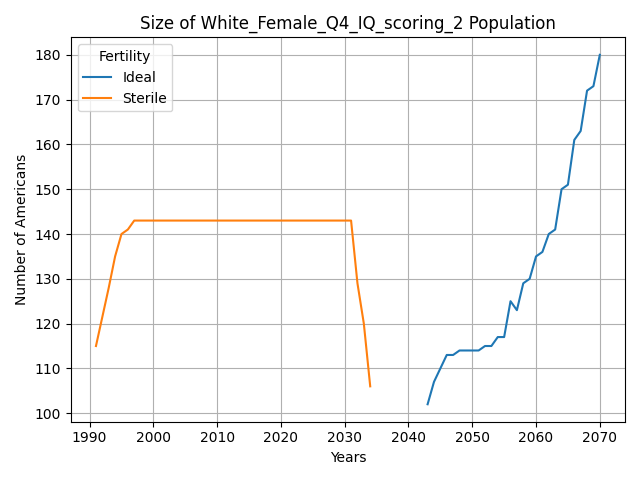 Size of White_Female_Q4_IQ_scoring_2 Population
Fertility
Ideal
Sterile
Number of Americans
180
170
160
150
140
130
120
110
100
1990 2000 2010 2020 2030 2040 2050 2060 2070
Years